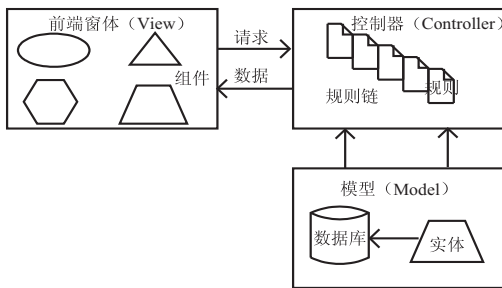 前端窗体（View）
组件
请求
数据
控制器（Controller）
规则链
规则
模型（Model）
数据库
实体